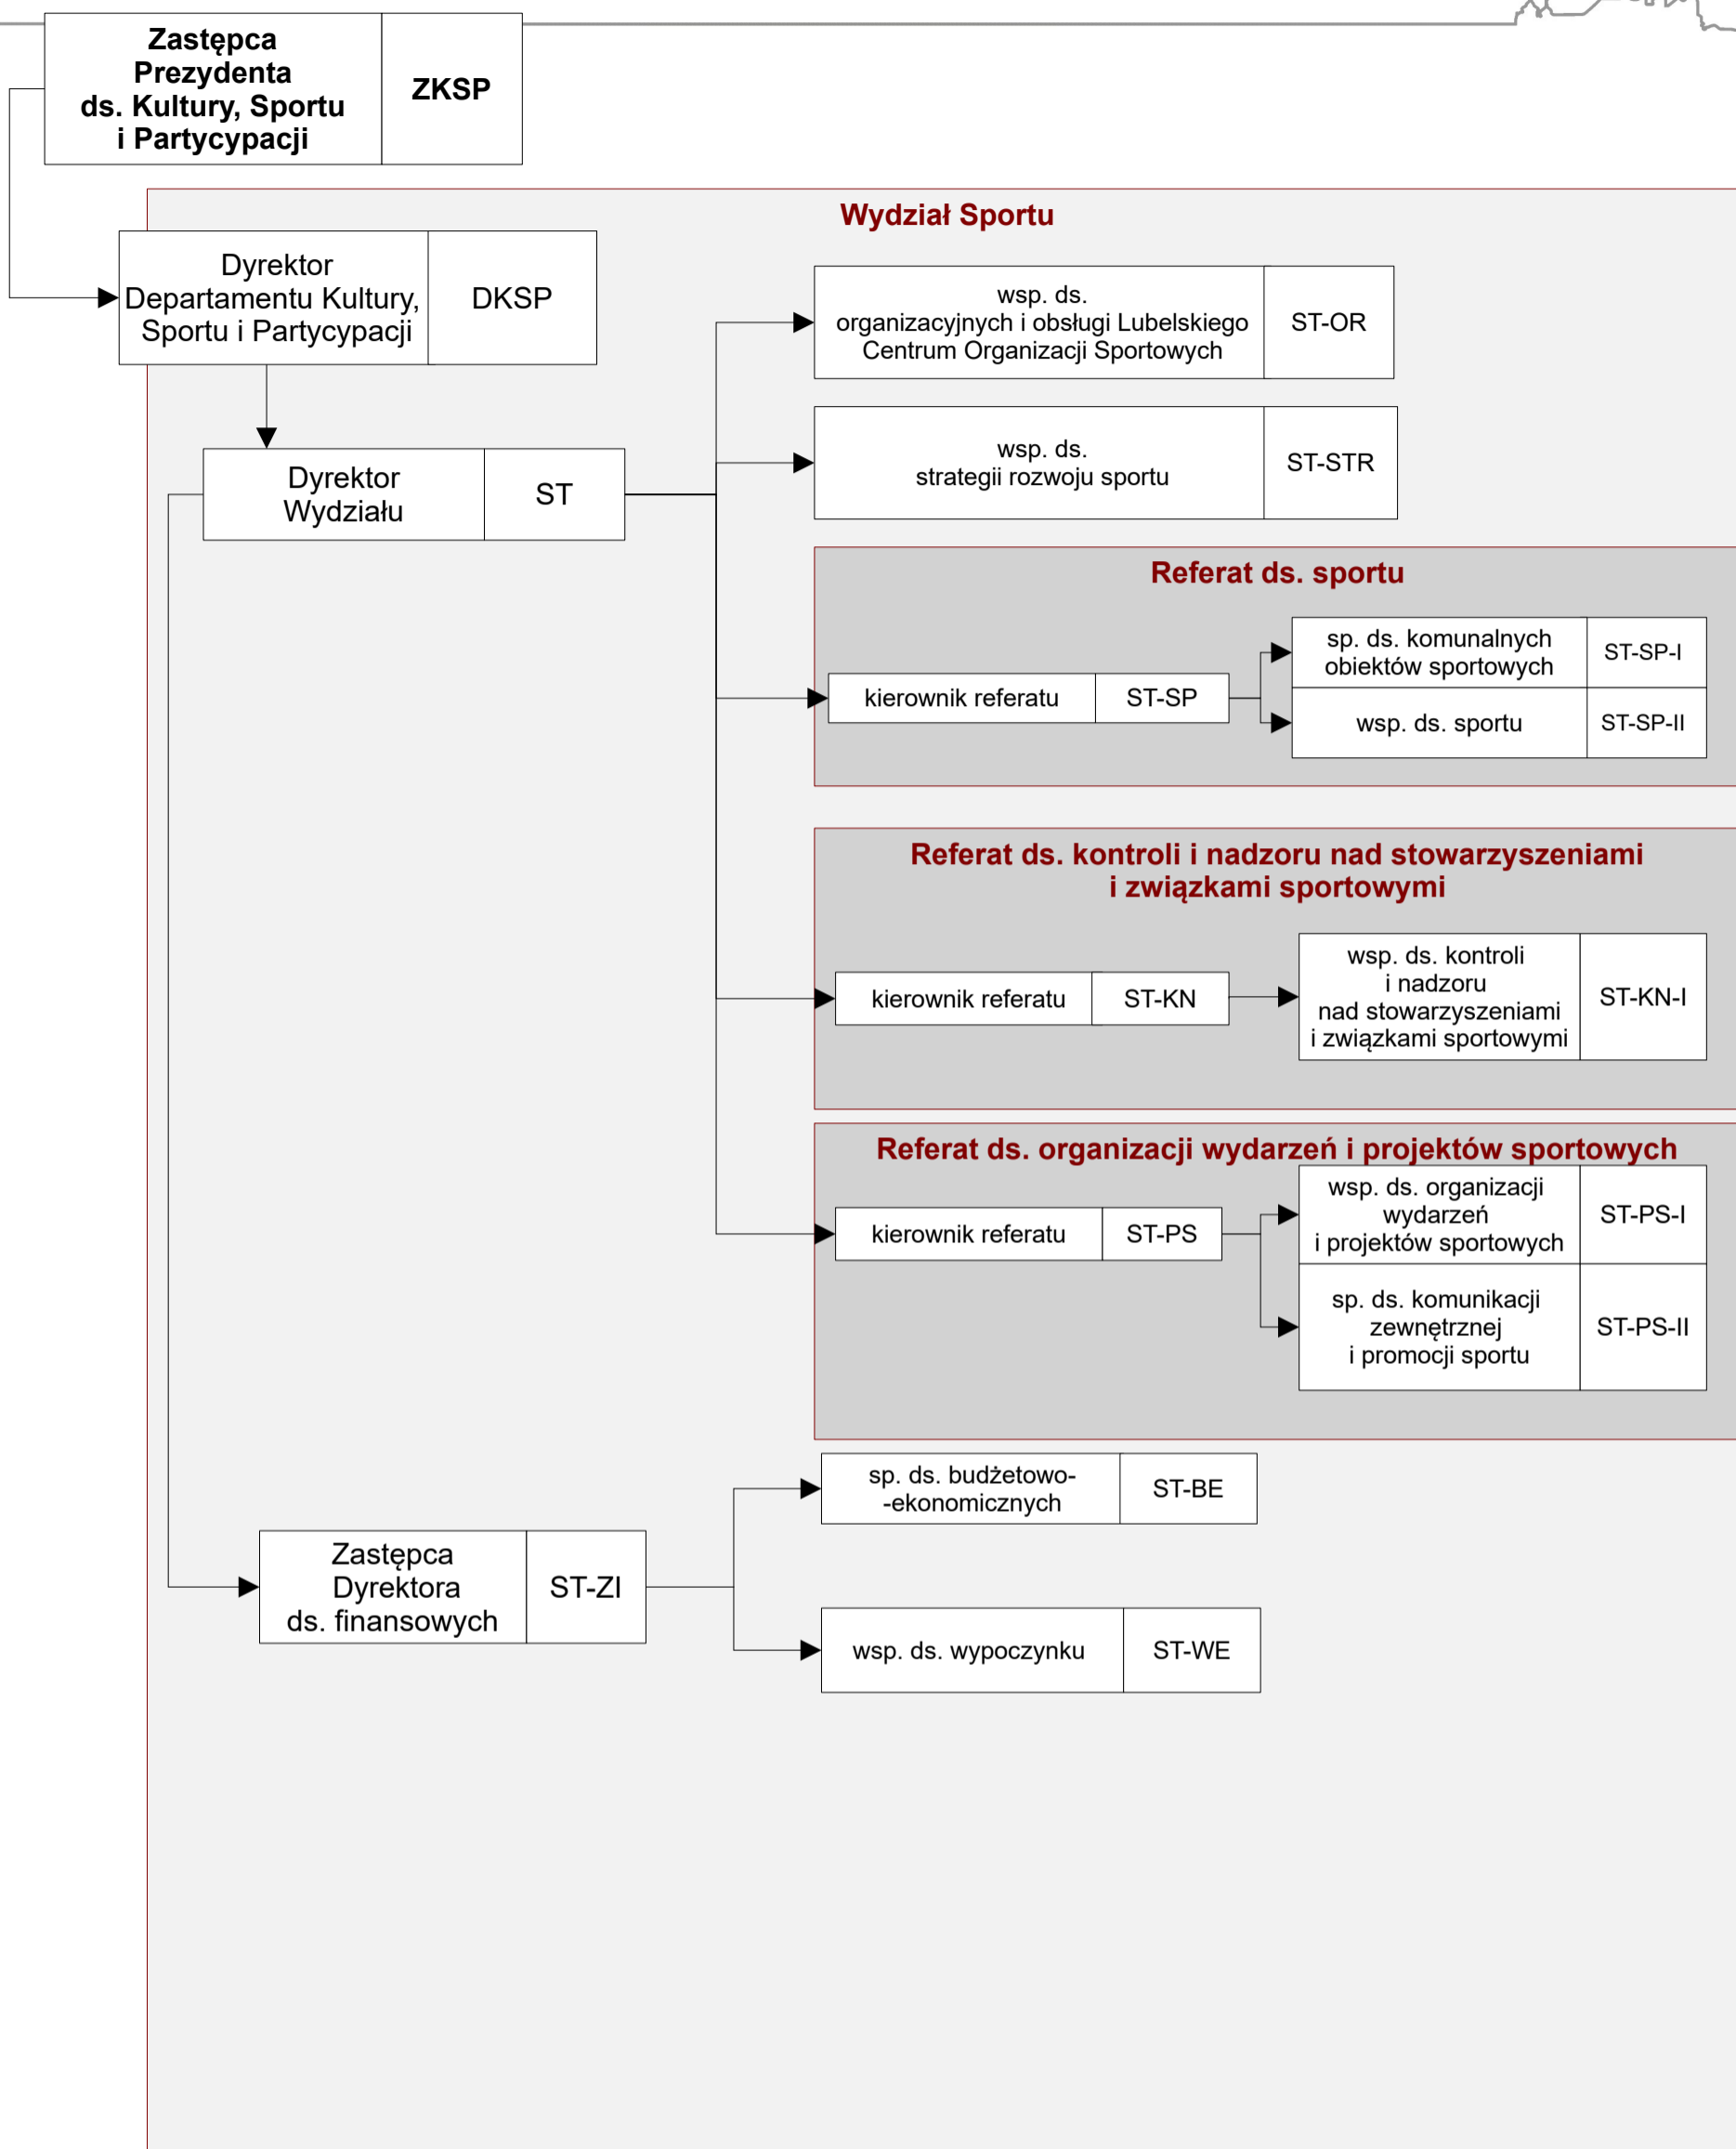 Zastępca
Prezydenta
ds. Kultury, Sportu
i Partycypacji
ZKSP
Wydział Sportu
Dyrektor
Departamentu Kultury,
Sportu i Partycypacji
DKSP
wsp. ds.
organizacyjnych i obsługi Lubelskiego
Centrum Organizacji Sportowych
ST-OR
wsp. ds.
strategii rozwoju sportu
ST-STR
Dyrektor
Wydziału
ST
Referat ds. sportu
kierownik referatu
ST-SP
sp. ds. komunalnych
obiektów sportowych
ST-SP-I
wsp. ds. sportu
ST-SP-II
Referat ds. kontroli i nadzoru nad stowarzyszeniami
i związkami sportowymi
kierownik referatu
ST-KN
wsp. ds. kontroli
i nadzoru
nad stowarzyszeniami
i związkami sportowymi
ST-KN-I
Referat ds. organizacji wydarzeń i projektów sportowych
kierownik referatu
ST-PS
wsp. ds. organizacji
wydarzeń
i projektów sportowych
ST-PS-I
sp. ds. komunikacji
zewnętrznej
i promocji sportu
ST-PS-II
Zastępca
Dyrektora
ds. finansowych
ST-ZI
sp. ds. budżetowo-
-ekonomicznych
ST-BE
wsp. ds. wypoczynku
ST-WE